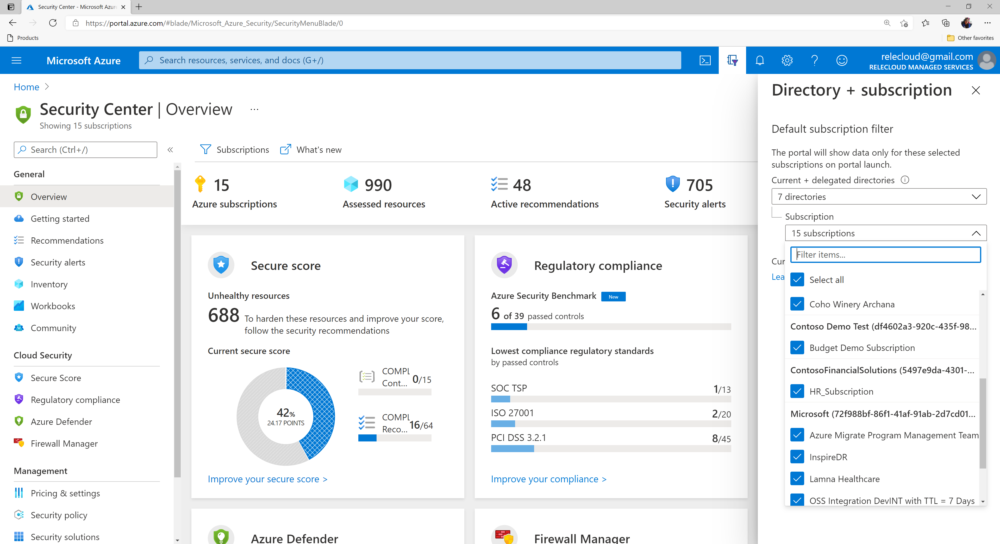 Security Center - Microsoft Azure
https://portal.azure.com/#blade/Microsoft_Azure_Security/SecurityMenuBlade/0
Products
Other favorites
Microsoft Azure
Search resources, services, and docs (G+/)
relecloud@gmail.com
RELECLOUD MANAGED SERVICES
Home >
Security Center | Overview ...
Showing 15 subscriptions
Search (Ctrl+/)
«
General
Overview
Getting started
Recommendations
Security alerts
Inventory
Workbooks
Community
Cloud Security
Secure Score
Regulatory compliance
Azure Defender
Firewall Manager
Management
Pricing & settings
Security policy
Security solutions
Subscriptions
What's new
15
Azure subscriptions
990
Assessed resources
48
Active recommendations
705
Security alerts
Secure score
Unhealthy resources
688 To harden these resources and improve your score,
follow the security recommendations
Current secure score
42%
24.17 POINTS
COMPL
Cont... 0/15
COMPL
Reco... 16/64
Improve your secure score >
Regulatory compliance
Azure Security Benchmark New
6 of 39 passed controls
Lowest compliance regulatory standards
by passed controls
SOC TSP 1/13
ISO 27001 2/20
PCI DSS 3.2.1 8/45
Improve your compliance >
Azure Defender
Firewall Manager
Directory + subscription
Default subscription filter
The portal will show data only for these selected
subscriptions on portal launch.
Current + delegated directories
7 directories
Subscription
15 subscriptions
Filter items...
Cur
Lea
Select all
Coho Winery Archana
Contoso Demo Test (df4602a3-920c-435f-98...
Budget Demo Subscription
ContosoFinancialSolutions (5497e9da-4301-...
HR_Subscription
Microsoft (72f988bf-86f1-41af-91ab-2d7cd01...
Azure Migrate Program Management Team
InspireDR
Lamna Healthcare
OSS Integration DevINT with TTL = 7 Days